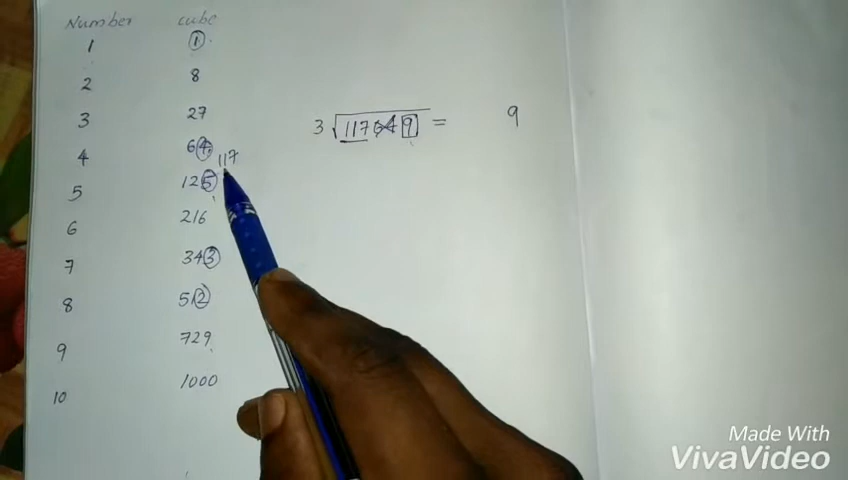 Number cube
1 1
2 8
3 27
4 64
117
5 125
6 216
7 343
8 512
9 729
10 1000
3√117649 = 9
Made With
VivaVideo